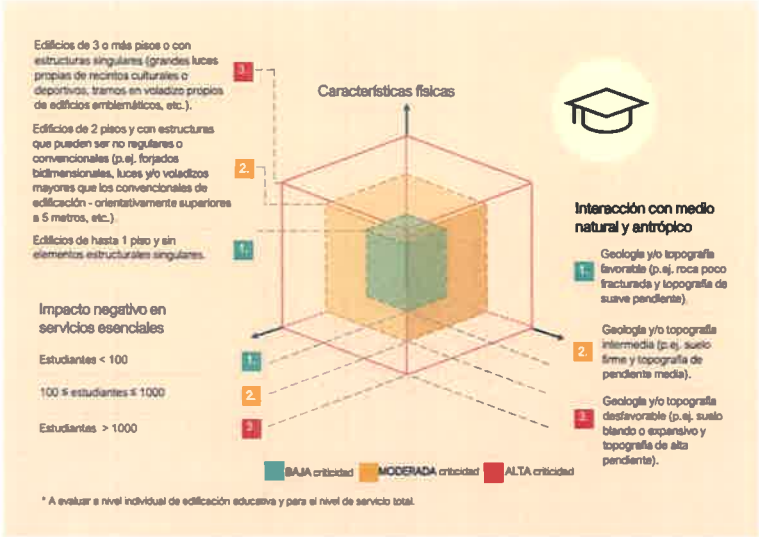 Edificios de 3 o más pisos o con
estructuras singulares (grandes luces
propias de recintos culturales o
deportivos, tramos en voladizo propios
de edificios emblemáticos, etc.).
3.
Características físicas
Edificios de 2 pisos y con estructuras
que pueden ser no regulares o
convencionales (p.ej. forjados
bidimensionales, luces y/o voladizos
mayores que los convencionales de
edificación - orientativamente superiores
a 5 metros, etc.).
2.
Edificios de hasta 1 piso y sin
elementos estructurales singulares.
1.
Impacto negativo en
servicios esenciales
Estudiantes < 100
1.
100 ≤ estudiantes ≤ 1000
2.
Estudiantes > 1000
3.
Interacción con medio
natural y antrópico
1.
Geología y/o topografía
favorable (p.ej. roca poco
fracturada y topografía de
suave pendiente).
2.
Geología y/o topografía
intermedia (p.ej. suelo
firme y topografía de
pendiente media).
3.
Geología y/o topografía
desfavorable (p.ej. suelo
blando o expansivo y
topografía de alta
pendiente).
BAJA criticidad MODERADA criticidad ALTA criticidad
* A evaluar a nivel individual de edificación educativa y para el nivel de servicio total.